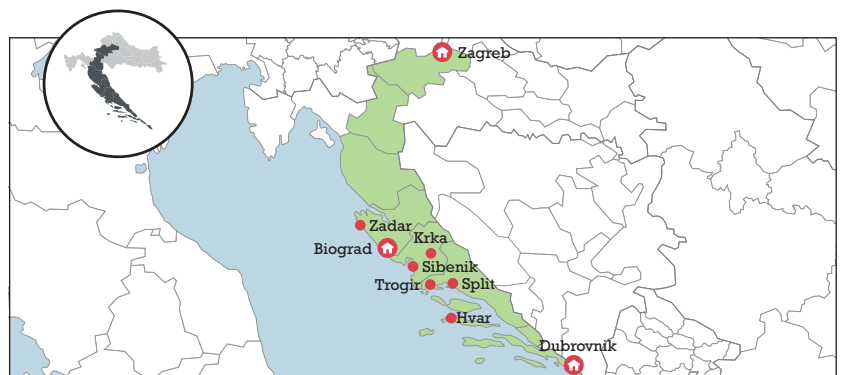 Zagreb
Zadar
Krka
Biograd
Sibenik
Trogir
Split
Hvar
Dubrovnik